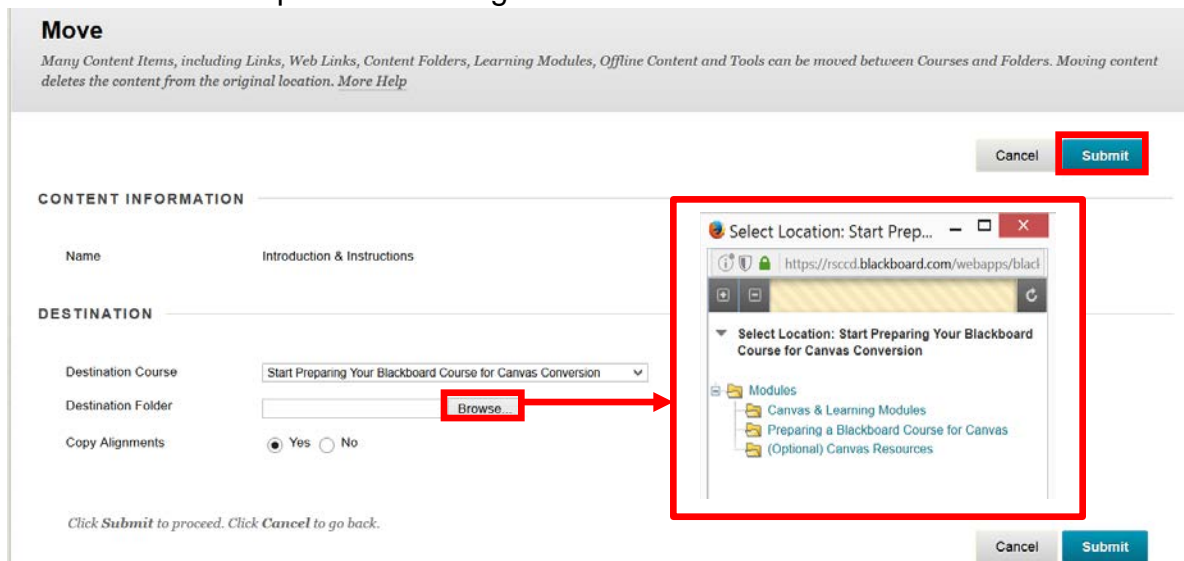 Move
Many Content Items, including Links, Web Links, Content Folders, Learning Modules, Offline Content and Tools can be moved between Courses and Folders. Moving content
deletes the content from the original location. More Help
Cancel Submit
CONTENT INFORMATION
Name Introduction & Instructions
DESTINATION
Destination Course Start Preparing Your Blackboard Course for Canvas Conversion
Destination Folder Browse...
Copy Alignments Yes No
Click Submit to proceed. Click Cancel to go back.
Cancel Submit
Select Location: Start Prep...
https://rsccd.blackboard.com/webapps/blac
Select Location: Start Preparing Your Blackboard
Course for Canvas Conversion
Modules
Canvas & Learning Modules
Preparing a Blackboard Course for Canvas
(Optional) Canvas Resources